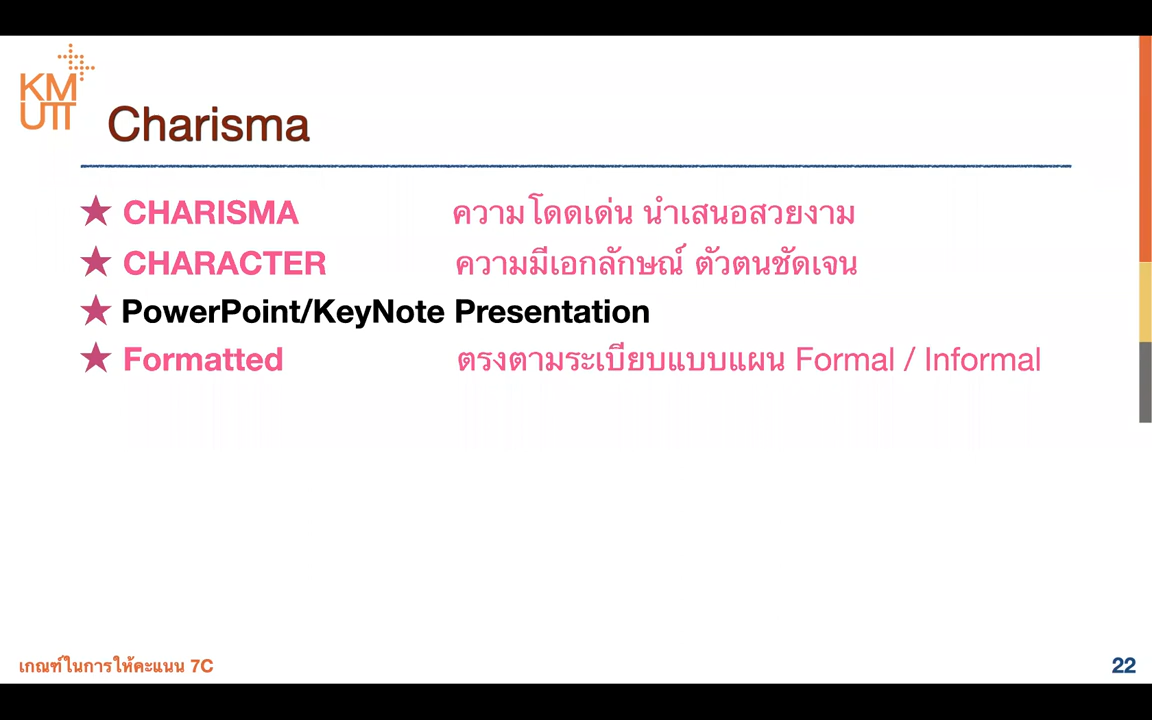 KM
UTT
Charisma
★ CHARISMA ความโดดเด่น นำเสนอสวยงาม
★ CHARACTER ความมีเอกลักษณ์ ตัวตนชัดเจน
★ PowerPoint/KeyNote Presentation
★ Formatted ตรงตามระเบียบแบบแผน Formal / Informal
เกณฑ์ในการให้คะแนน 7C
22